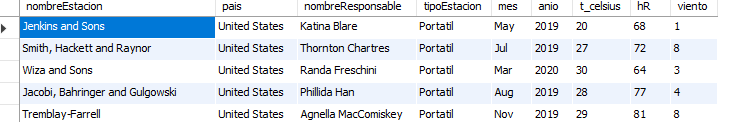 nombreEstacion pais nombreResponsable tipoEstacion mes anio t_celsius hR viento
Jenkins and Sons United States Katina Blare Portatil May 2019 20 68 1
Smith, Hackett and Raynor United States Thornton Chartres Portatil Jul 2019 27 72 8
Wiza and Sons United States Randa Freschini Portatil Mar 2020 30 64 3
Jacobi, Bahringer and Gulgowski United States Phillida Han Portatil Aug 2019 28 77 4
Tremblay-Farrell United States Agnella MacComiskey Portatil Nov 2019 29 81 8